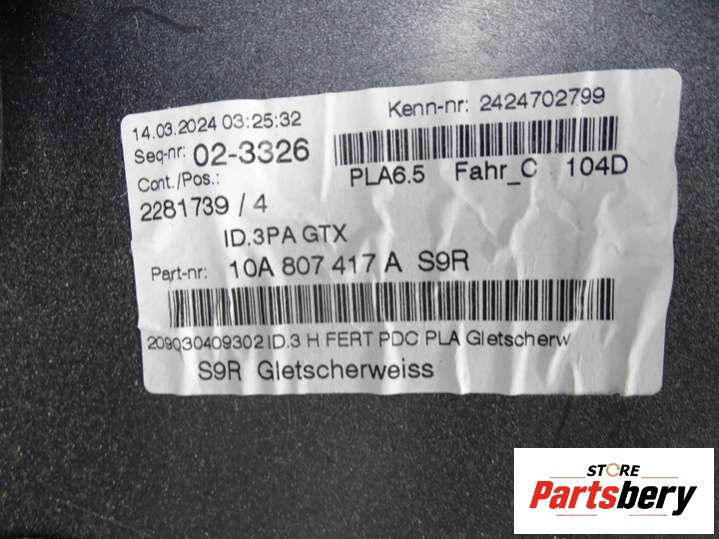 14.03.2024 03:25:32
Kenn-nr: 2424702799
Seq-nr: 02-3326
Cont./Pos.:
PLA6.5 Fahr_C 104D
2281739 / 4
ID.3PA GTX
Part-nr: 10A 807 417 A S9R
209030409302 ID.3 H FERT PDC PLA Gletscherw
S9R Gletscherweiss
STORE
Partsbery